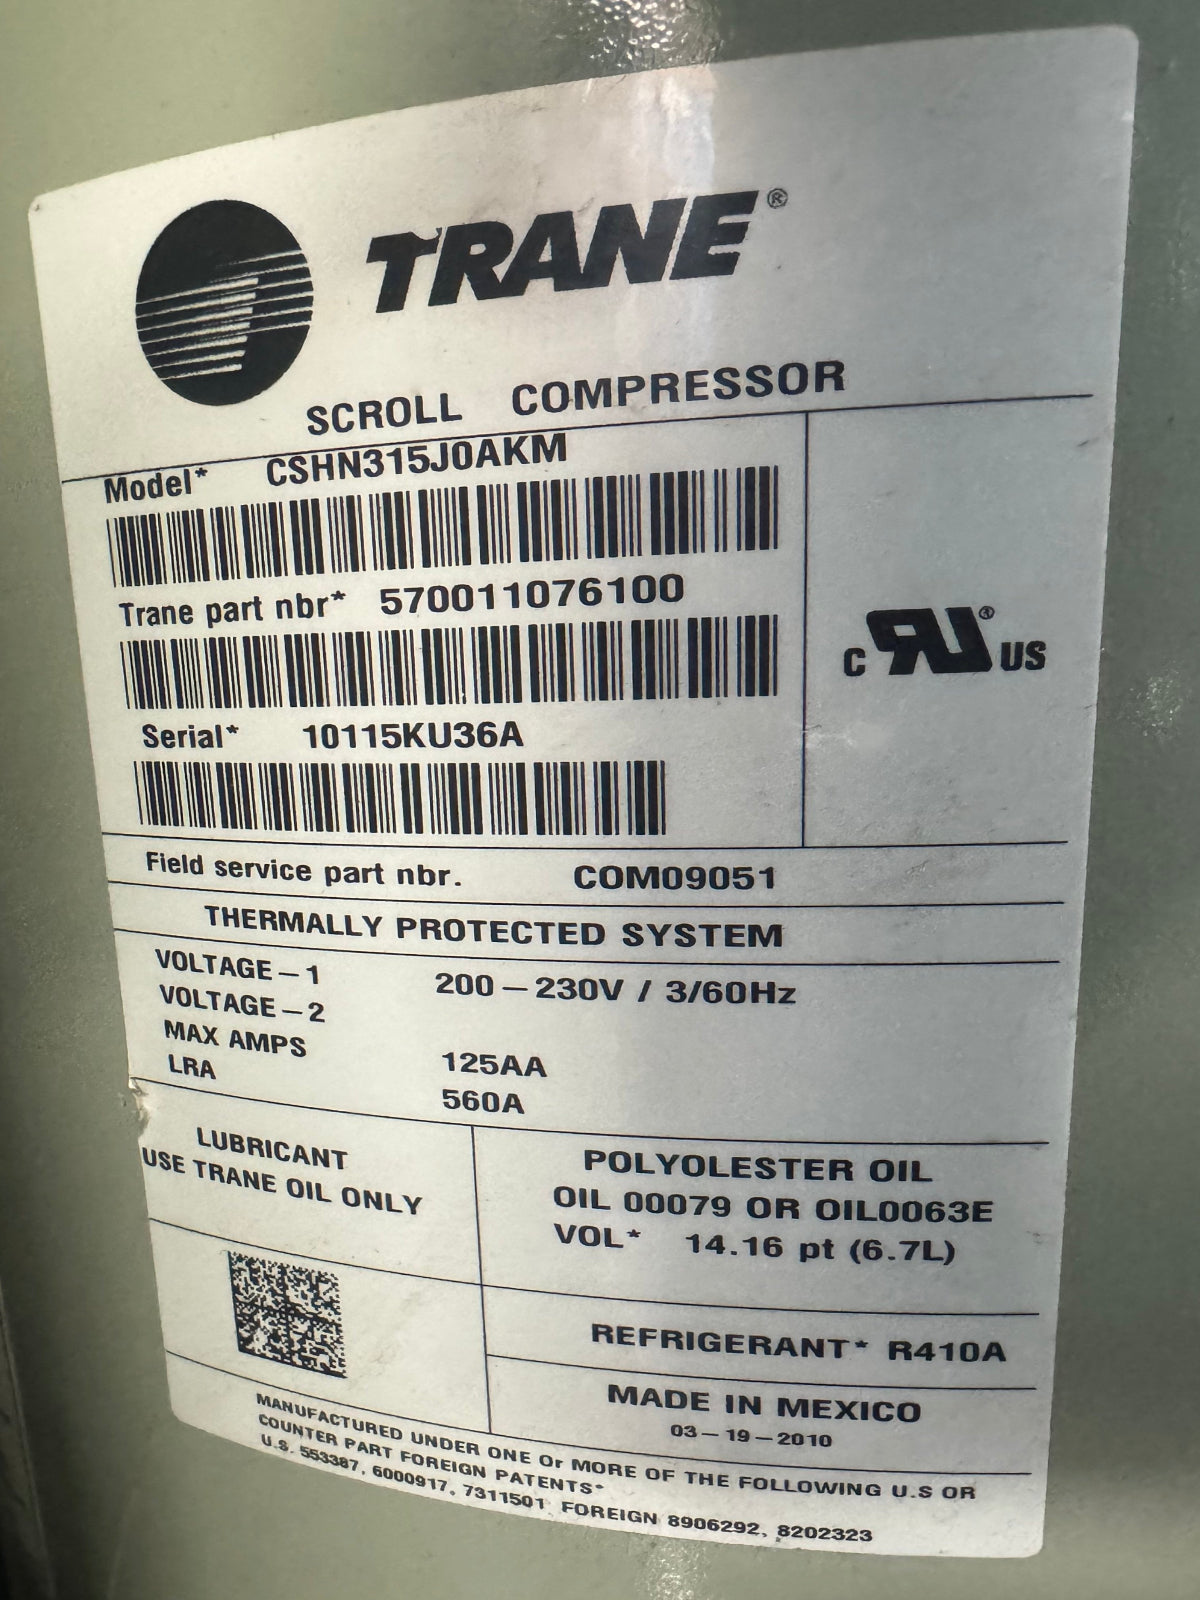 TRANE®
SCROLL COMPRESSOR
Model* CSHN315J0AKM
Trane part nbr* 570011076100
Serial* 10115KU36A
C RU® US
Field service part nbr. COM09051
THERMALLY PROTECTED SYSTEM
VOLTAGE-1 200-230V / 3/60Hz
VOLTAGE-2
MAX AMPS 125AA
LRA 560A
LUBRICANT
USE TRANE OIL ONLY
POLYOLESTER OIL
OIL 00079 OR OIL0063E
VOL* 14.16 pt (6.7L)
REFRIGERANT* R410A
MADE IN MEXICO
03-19-2010
MANUFACTURED UNDER ONE Or MORE OF THE FOLLOWING U.S OR
COUNTER PART FOREIGN PATENTS*
U.S. 553387, 6000917, 7311501 FOREIGN 8906292, 8202323